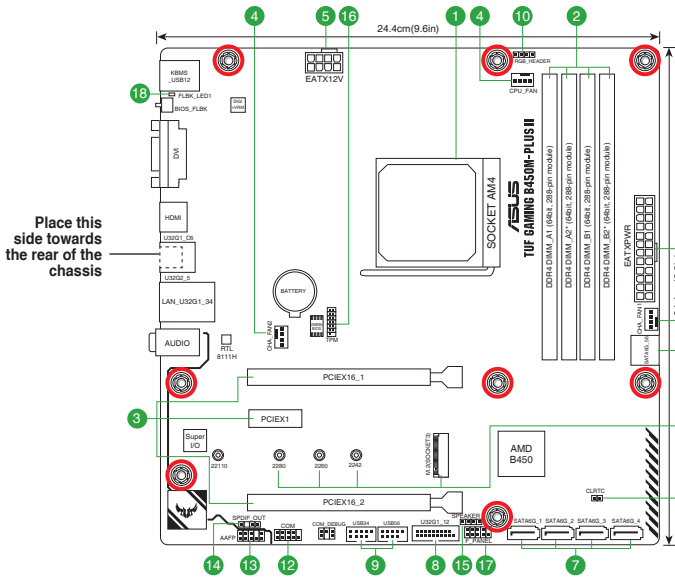 24.4cm(9.6in)
4
5
16
1
4
10
2
RGB_HEADER
KBMS
_USB12
EATX12V
CPU_FAN
18
FLBK_LED1
BIOS_FLBK
DIGI
+VRM
DVI
SOCKET AM4
ASUS
TUF GAMING B450M-PLUS II
DDR4 DIMM_A1 (64bit, 288-pin module)
DDR4 DIMM_A2* (64bit, 288-pin module)
DDR4 DIMM_B1 (64bit, 288-pin module)
DDR4 DIMM_B2* (64bit, 288-pin module)
EATXPWR
HDMI
Place this
side towards
the rear of the
chassis
U32G1_C6
U32G2_5
LAN_U32G1_34
BATTERY
CHA_FAN2
BIOS
TPM
CHA_FAN1
AUDIO
RTL
8111H
SATA6G_56
PCIEX16_1
3
PCIEX1
Super
I/O
M.2(SOCKET3)
AMD
B450
22110
2280
2260
2242
CLRTC
PCIEX16_2
SPDIF_OUT
AAFP
COM
COM_DEBUG
USB34
USB56
U32G1_12
SPEAKER
F_PANEL
SATA6G_1
SATA6G_2
SATA6G_3
SATA6G_4
14
13
12
9
8
15
17
7